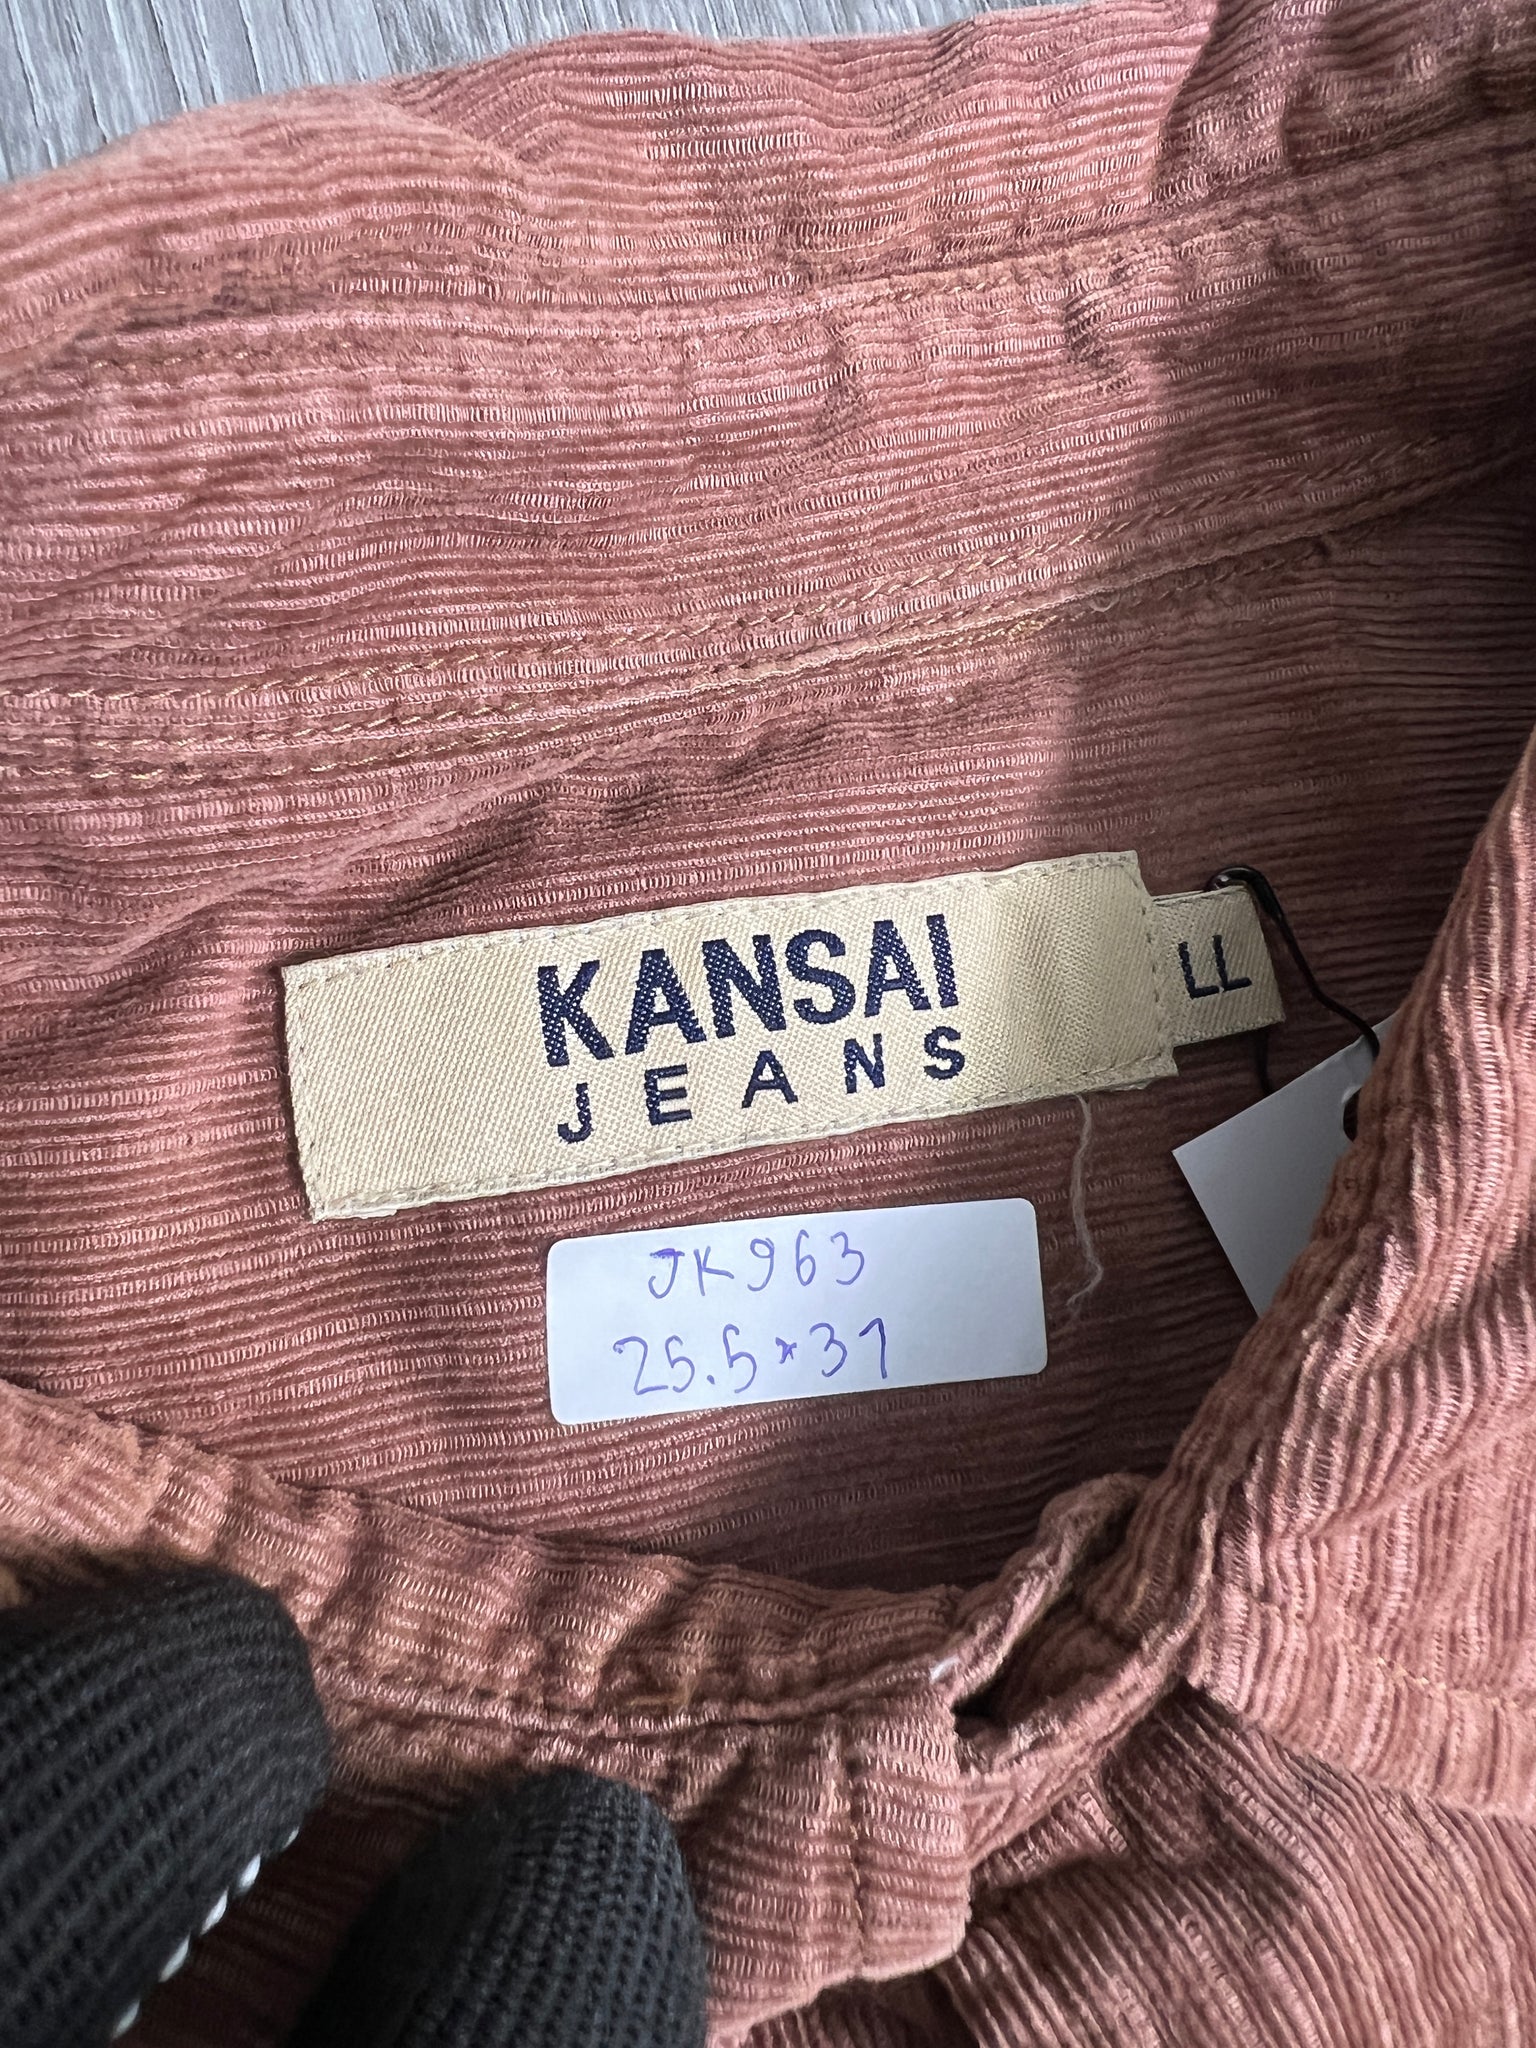 KANSAI
JEANS
LL
JK963
25.5*31